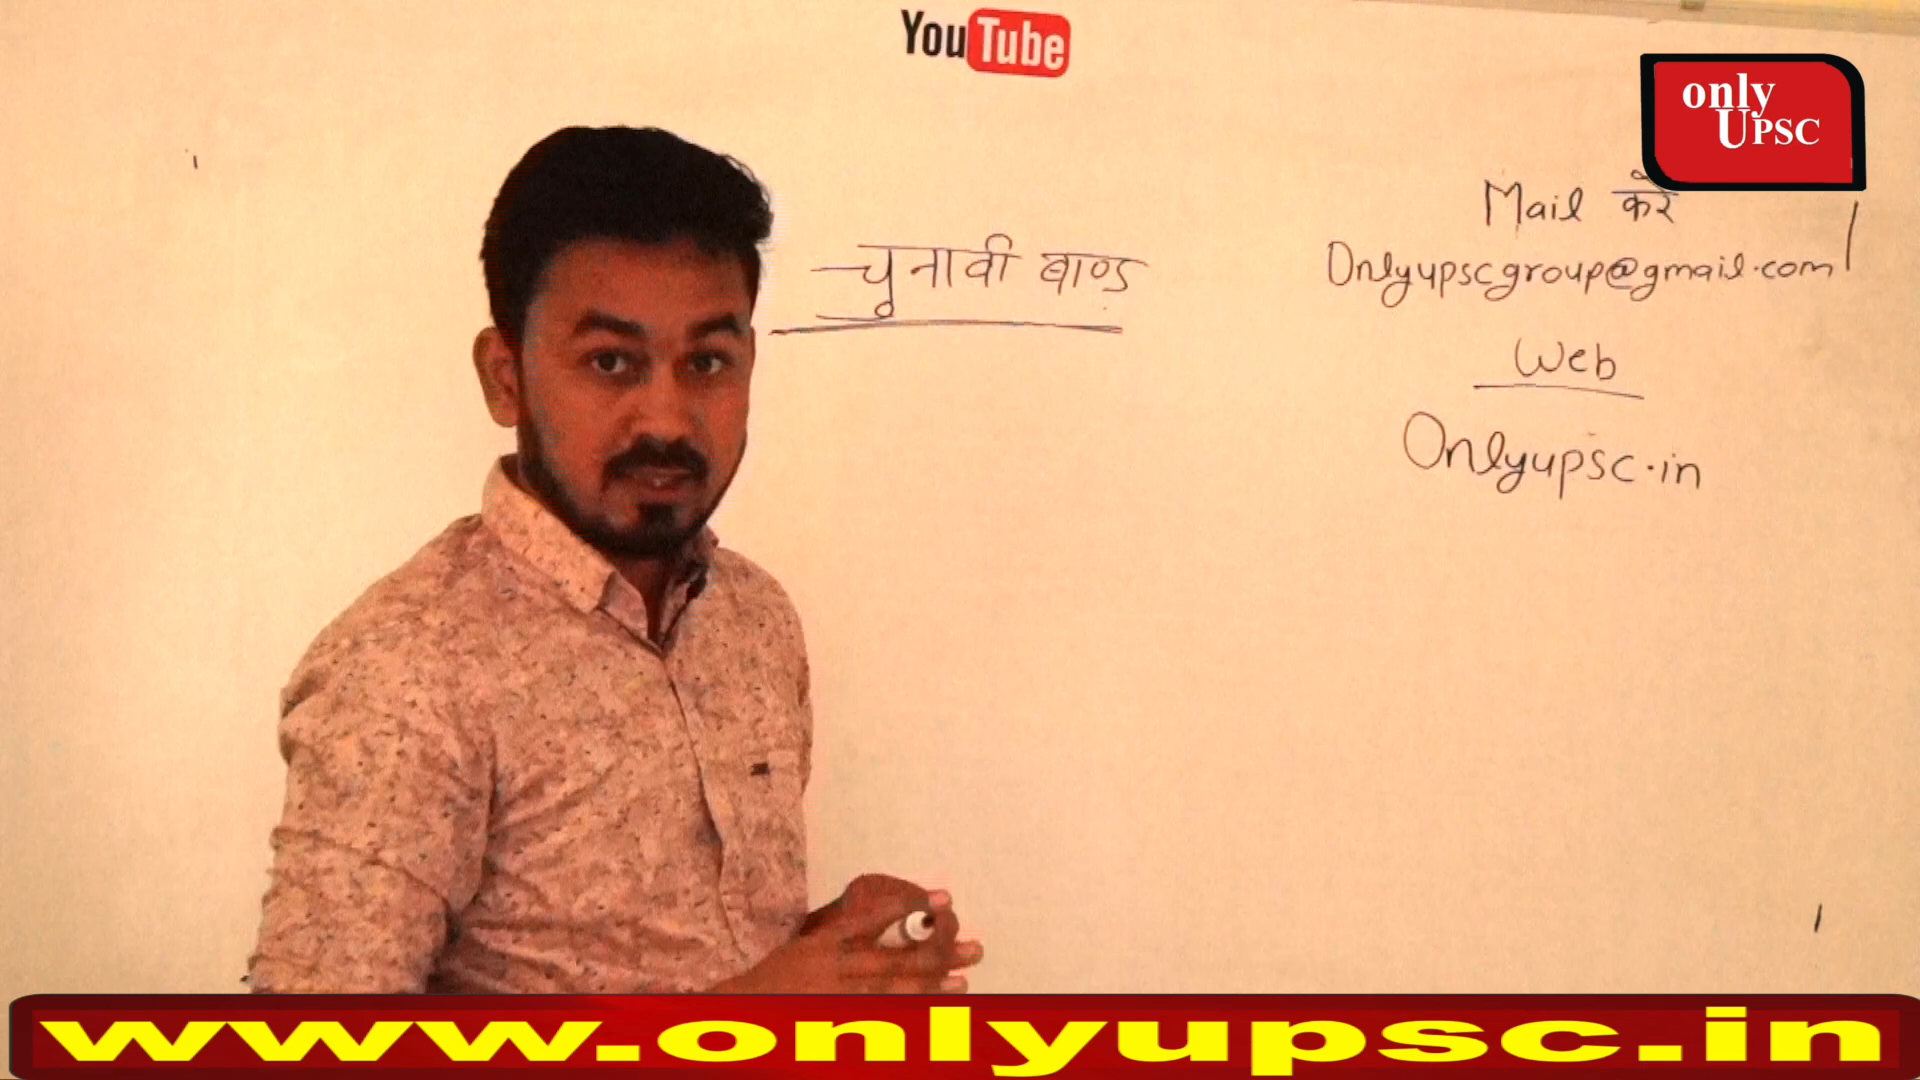 YouTube
only
UPSC
Mail करें
चुनावी बाण्ड
Onlyupscgroup@gmail.com
Web
Onlyupsc.in
www.onlyupsc.in